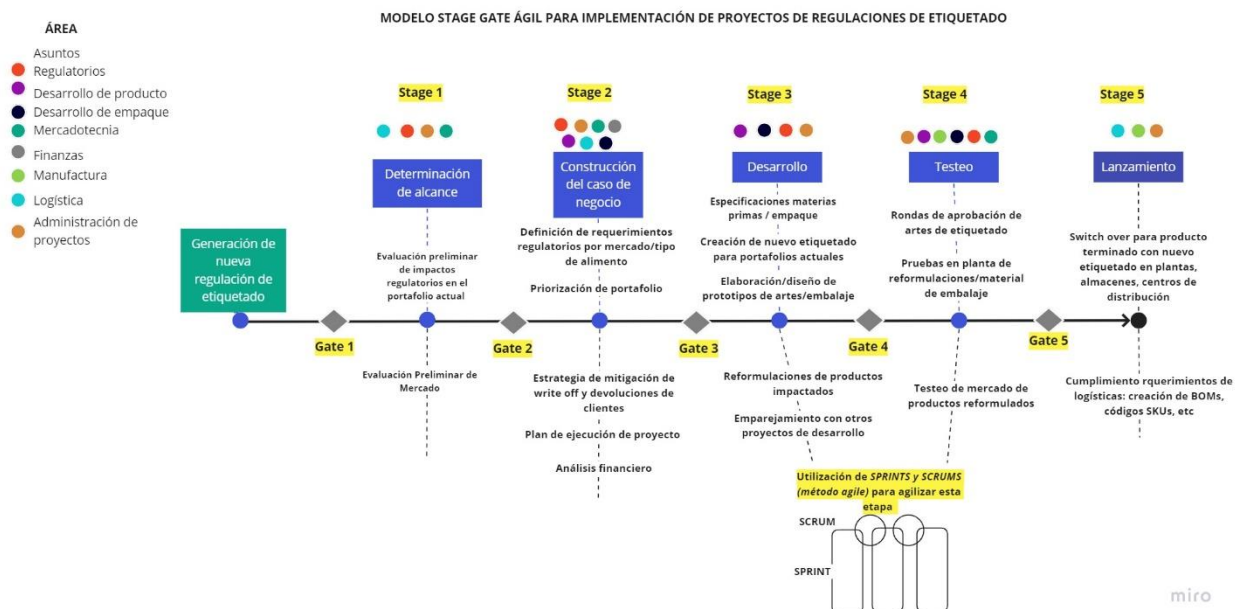 MODELO STAGE GATE ÁGIL PARA IMPLEMENTACIÓN DE PROYECTOS DE REGULACIONES DE ETIQUETADO
ÁREA
Asuntos
Regulatorios
Desarrollo de producto
Desarrollo de empaque
Mercadotecnia
Finanzas
Manufactura
Logística
Administración de
proyectos
Generación de
nueva
regulación de
etiquetado
Gate 1
Stage 1
Determinación
de alcance
Evaluación preliminar
de impactos
regulatorios en el
portafolio actual
Evaluación Preliminar de
Mercado
Gate 2
Stage 2
Construcción
del caso de
negocio
Definición de requerimientos
regulatorios por mercado/tipo
de alimento
Priorización de portafolio
Estrategia de mitigación de
write off y devoluciones de
clientes
Plan de ejecución de proyecto
Análisis financiero
Gate 3
Stage 3
Desarrollo
Especificaciones materias
primas / empaque
Creación de nuevo etiquetado
para portafolios actuales
Elaboración/diseño de
prototipos de artes/embalaje
Reformulaciones de productos
impactados
Emparejamiento con otros
proyectos de desarrollo
Gate 4
Stage 4
Testeo
Rondas de aprobación de
artes de etiquetado
Pruebas en planta de
reformulaciones/material
de embalaje
Testeo de mercado de
productos reformulados
Utilización de SPRINTS y SCRUMS
(método agile) para agilizar esta
etapa
SCRUM
SPRINT
Gate 5
Stage 5
Lanzamiento
Switch over para producto
terminado con nuevo
etiquetado en plantas,
almacenes, centros de
distribución
Cumplimiento rquerimientos de
logísticas: creación de BOMs,
códigos SKUs, etc
miro